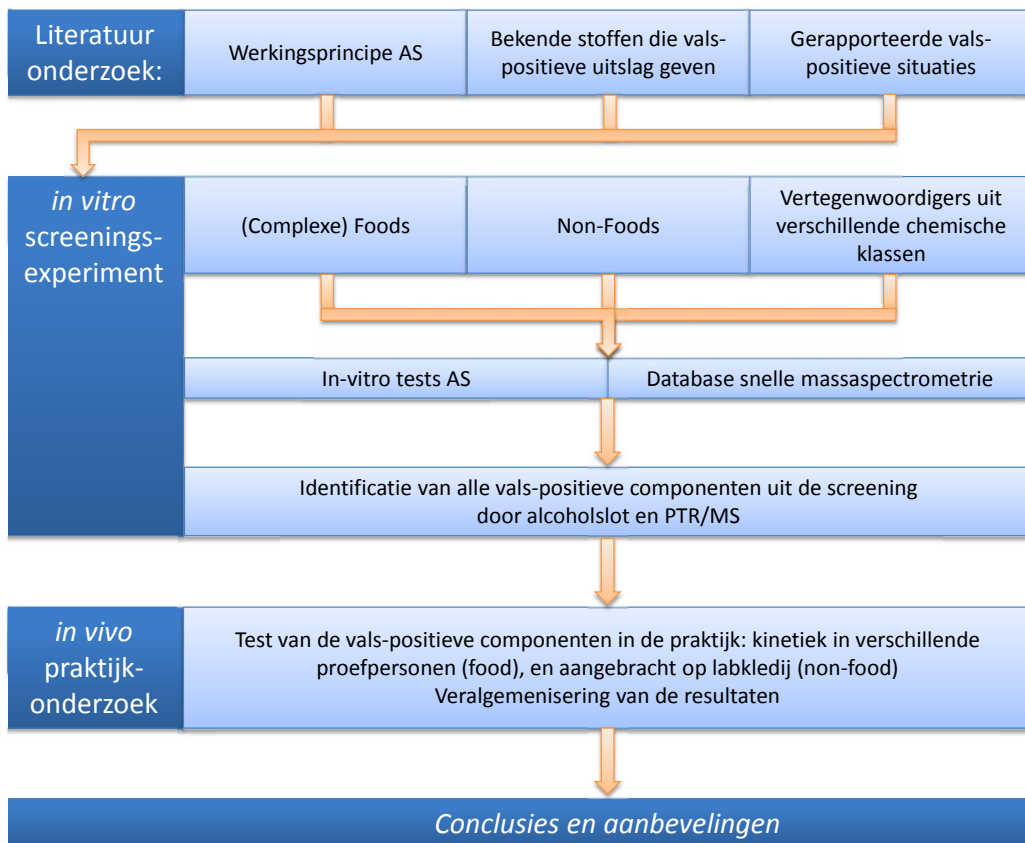 Literatuur
onderzoek:
Werkingsprincipe AS
Bekende stoffen die vals-
positieve uitslag geven
Gerapporteerde vals-
positieve situaties
in vitro
screenings-
experiment
(Complexe) Foods
Non-Foods
Vertegenwoordigers uit
verschillende chemische
klassen
In-vitro tests AS
Database snelle massaspectrometrie
Identificatie van alle vals-positieve componenten uit de screening
door alcoholslot en PTR/MS
in vivo
praktijk-
onderzoek
Test van de vals-positieve componenten in de praktijk: kinetiek in verschillende
proefpersonen (food), en aangebracht op labkledij (non-food)
Veralgemenisering van de resultaten
Conclusies en aanbevelingen